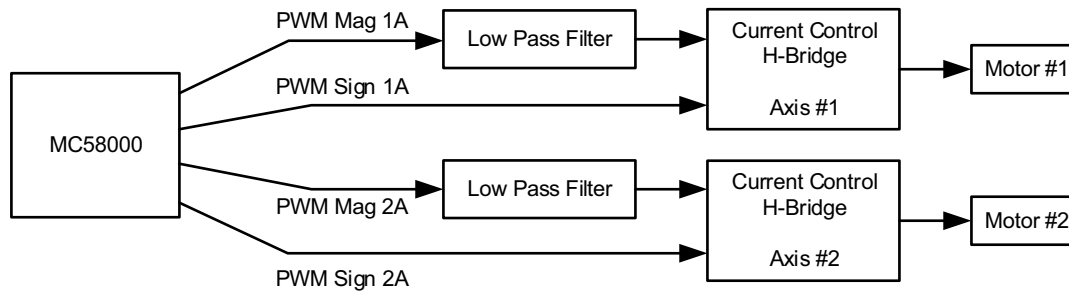 PWM Mag 1A
Low Pass Filter
Current Control
H-Bridge
Axis #1
Motor #1
PWM Sign 1A
MC58000
Low Pass Filter
PWM Mag 2A
Current Control
H-Bridge
Axis #2
Motor #2
PWM Sign 2A